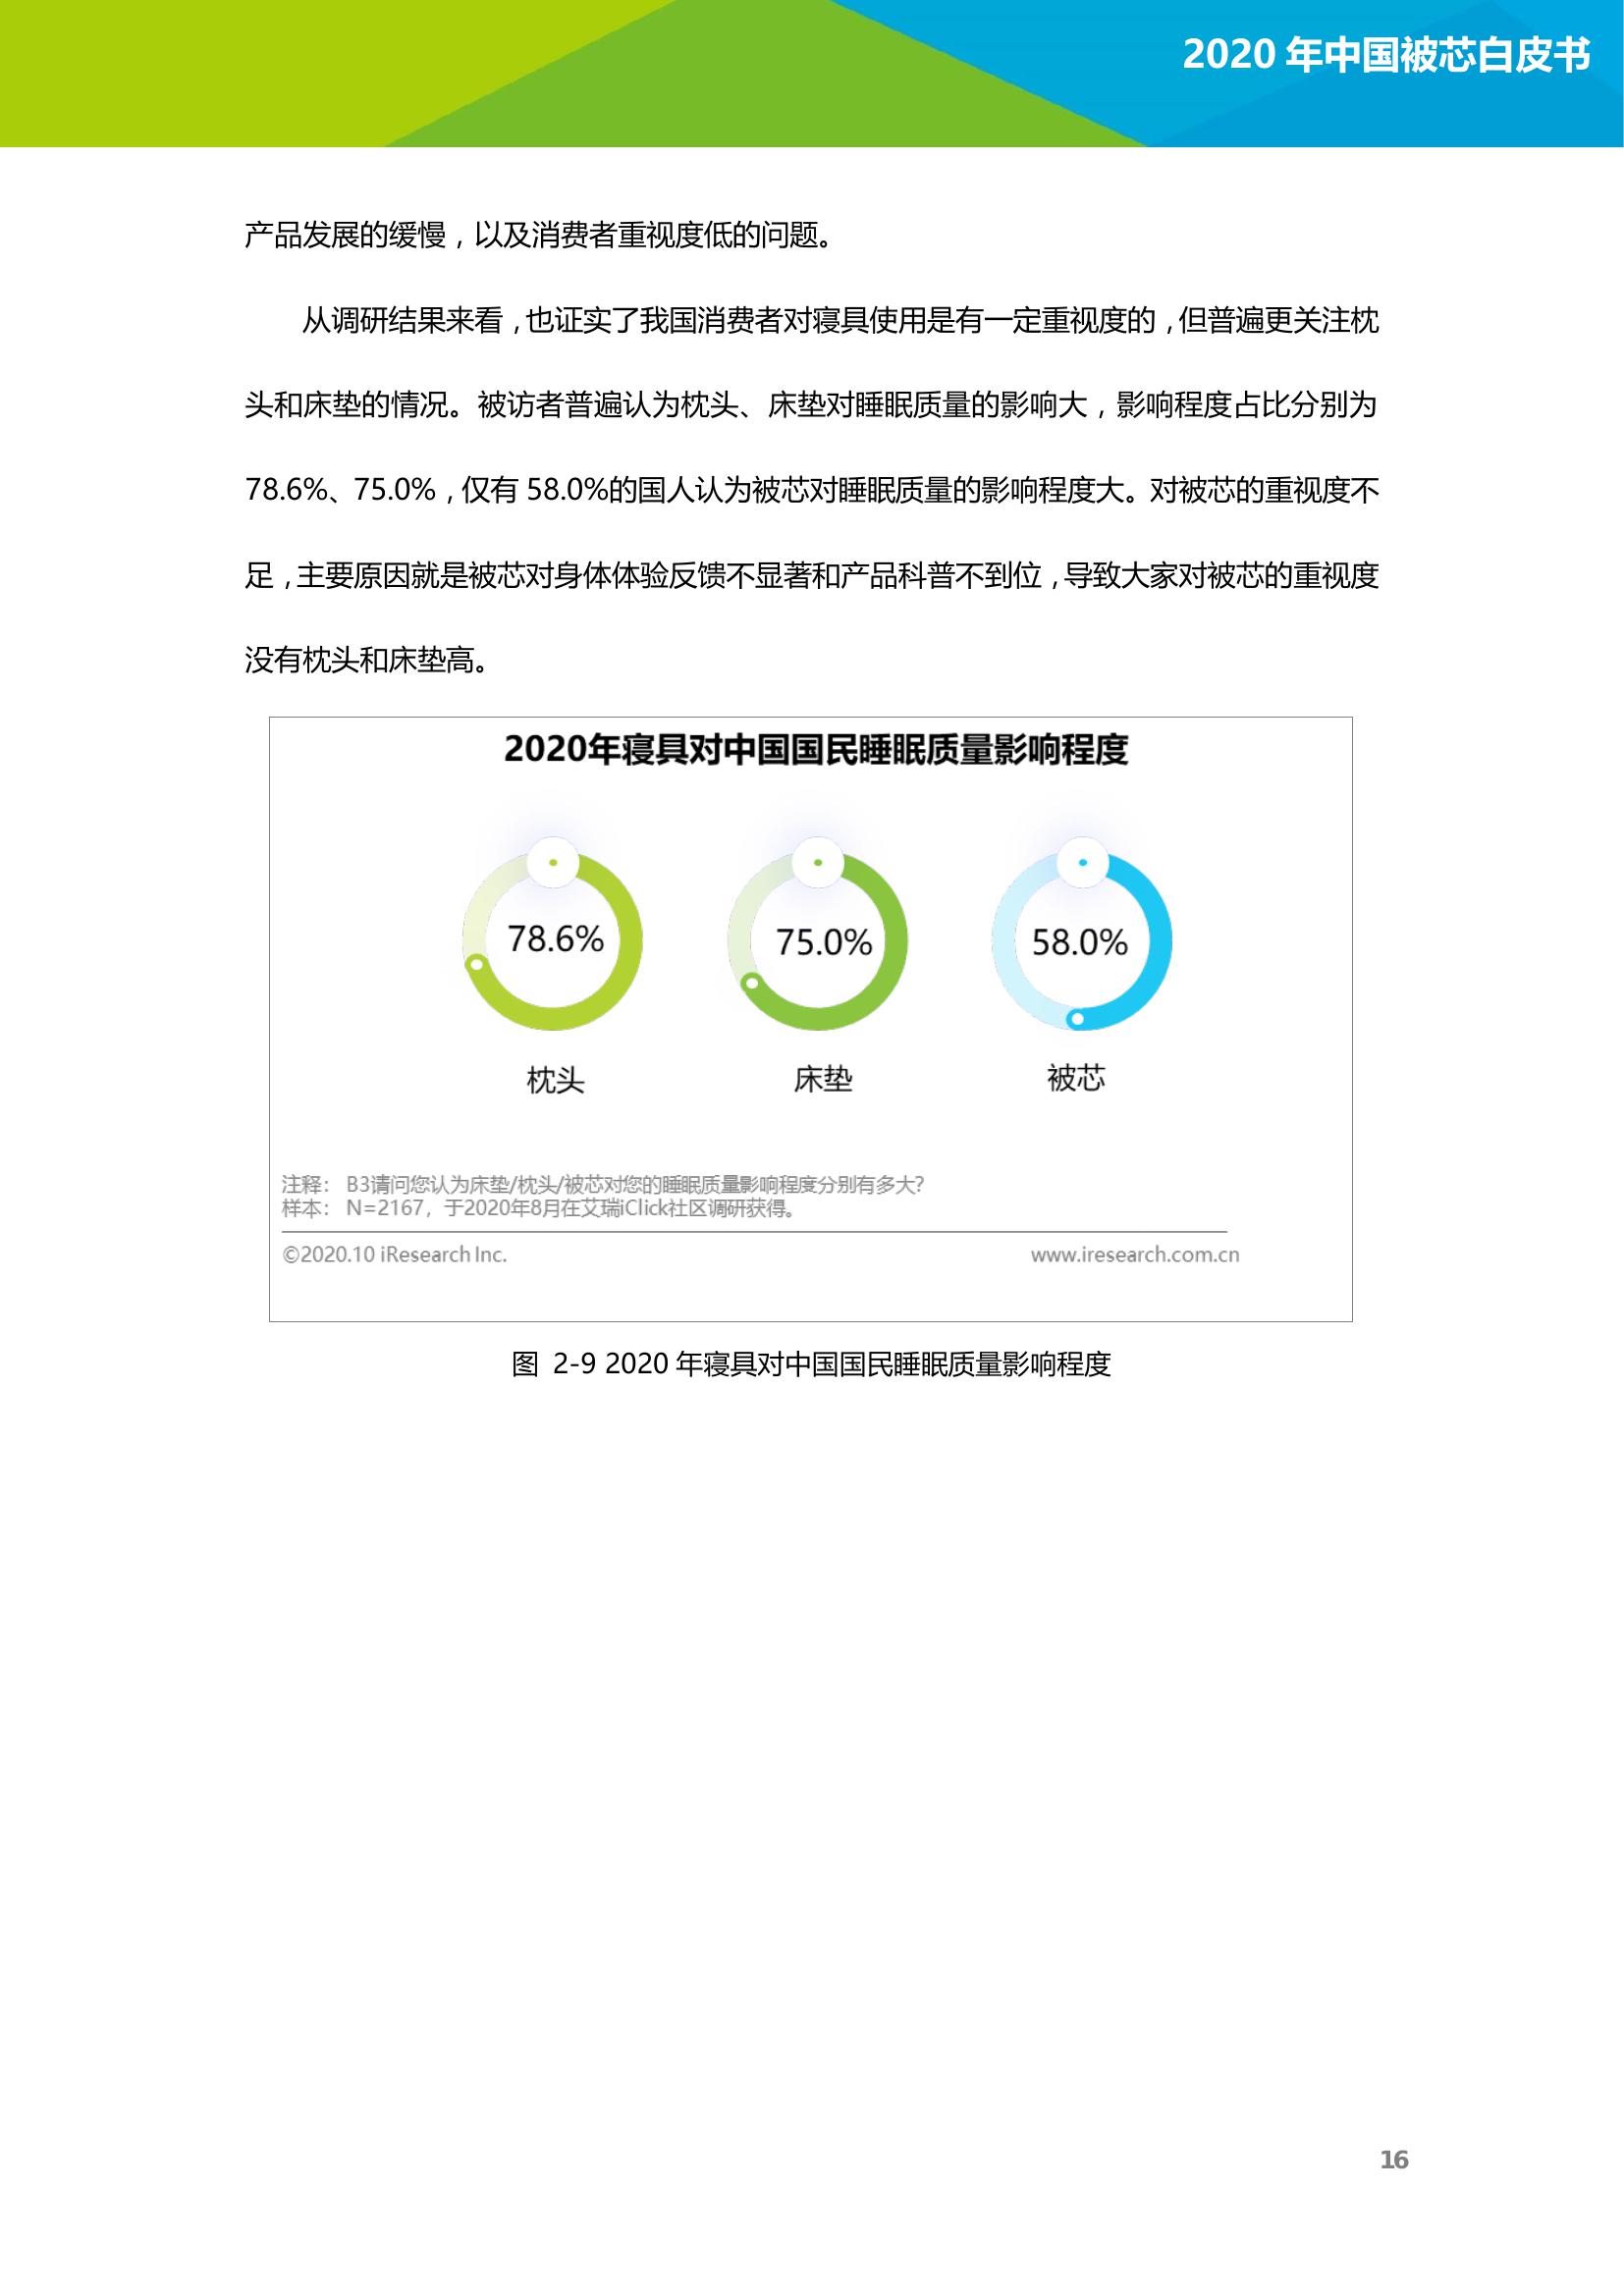 2020 年中国被芯白皮书
产品发展的缓慢，以及消费者重视度低的问题。
从调研结果来看，也证实了我国消费者对寝具使用是有一定重视度的，但普遍更关注枕
头和床垫的情况。被访者普遍认为枕头、床垫对睡眠质量的影响大，影响程度占比分别为
78.6%、75.0%，仅有 58.0%的国人认为被芯对睡眠质量的影响程度大。对被芯的重视度不
足，主要原因就是被芯对身体体验反馈不显著和产品科普不到位，导致大家对被芯的重视度
没有枕头和床垫高。
2020年寝具对中国国民睡眠质量影响程度
78.6% 75.0% 58.0%
枕头 床垫 被芯
注释： B3请问您认为床垫/枕头/被芯对您的睡眠质量影响程度分别有多大?
样本： N=2167，于2020年8月在艾瑞iClick社区调研获得。
©2020.10 iResearch Inc. www.iresearch.com.cn
图 2-9 2020 年寝具对中国国民睡眠质量影响程度
16